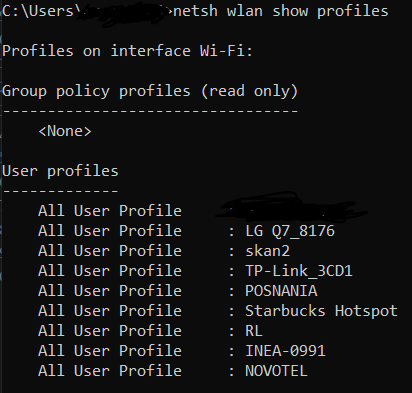 C:\Users\ >netsh wlan show profiles
Profiles on interface Wi-Fi:
Group policy profiles (read only)
---------------------------------
<None>
User profiles
-------------
All User Profile
All User Profile : LG Q7_8176
All User Profile : skan2
All User Profile : TP-Link_3CD1
All User Profile : POSNANIA
All User Profile : Starbucks Hotspot
All User Profile : RL
All User Profile : INEA-0991
All User Profile : NOVOTEL